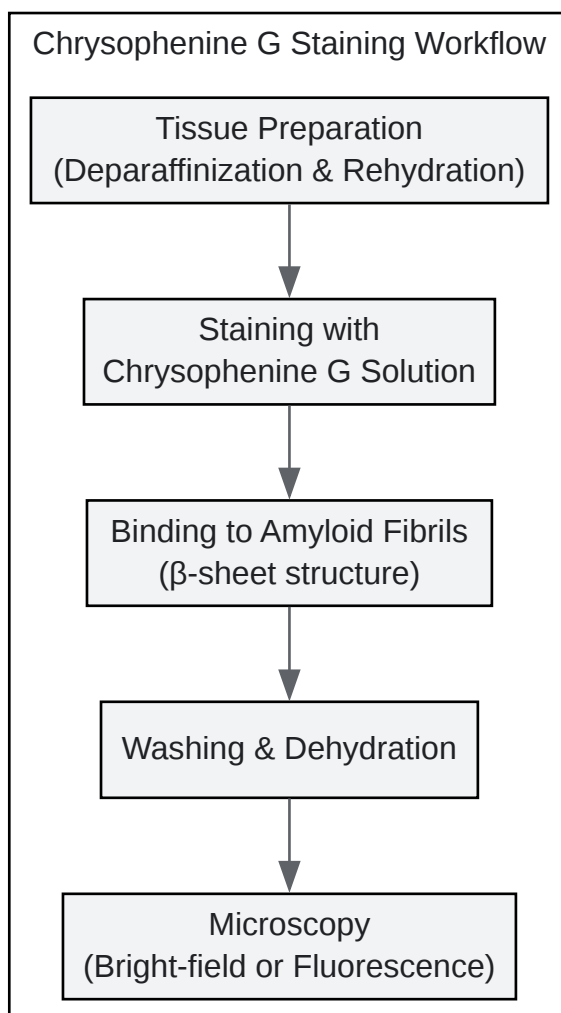 Chrysophenine G Staining Workflow
Tissue Preparation
(Deparaffinization & Rehydration)
Staining with
Chrysophenine G Solution
Binding to Amyloid Fibrils
(β-sheet structure)
Washing & Dehydration
Microscopy
(Bright-field or Fluorescence)